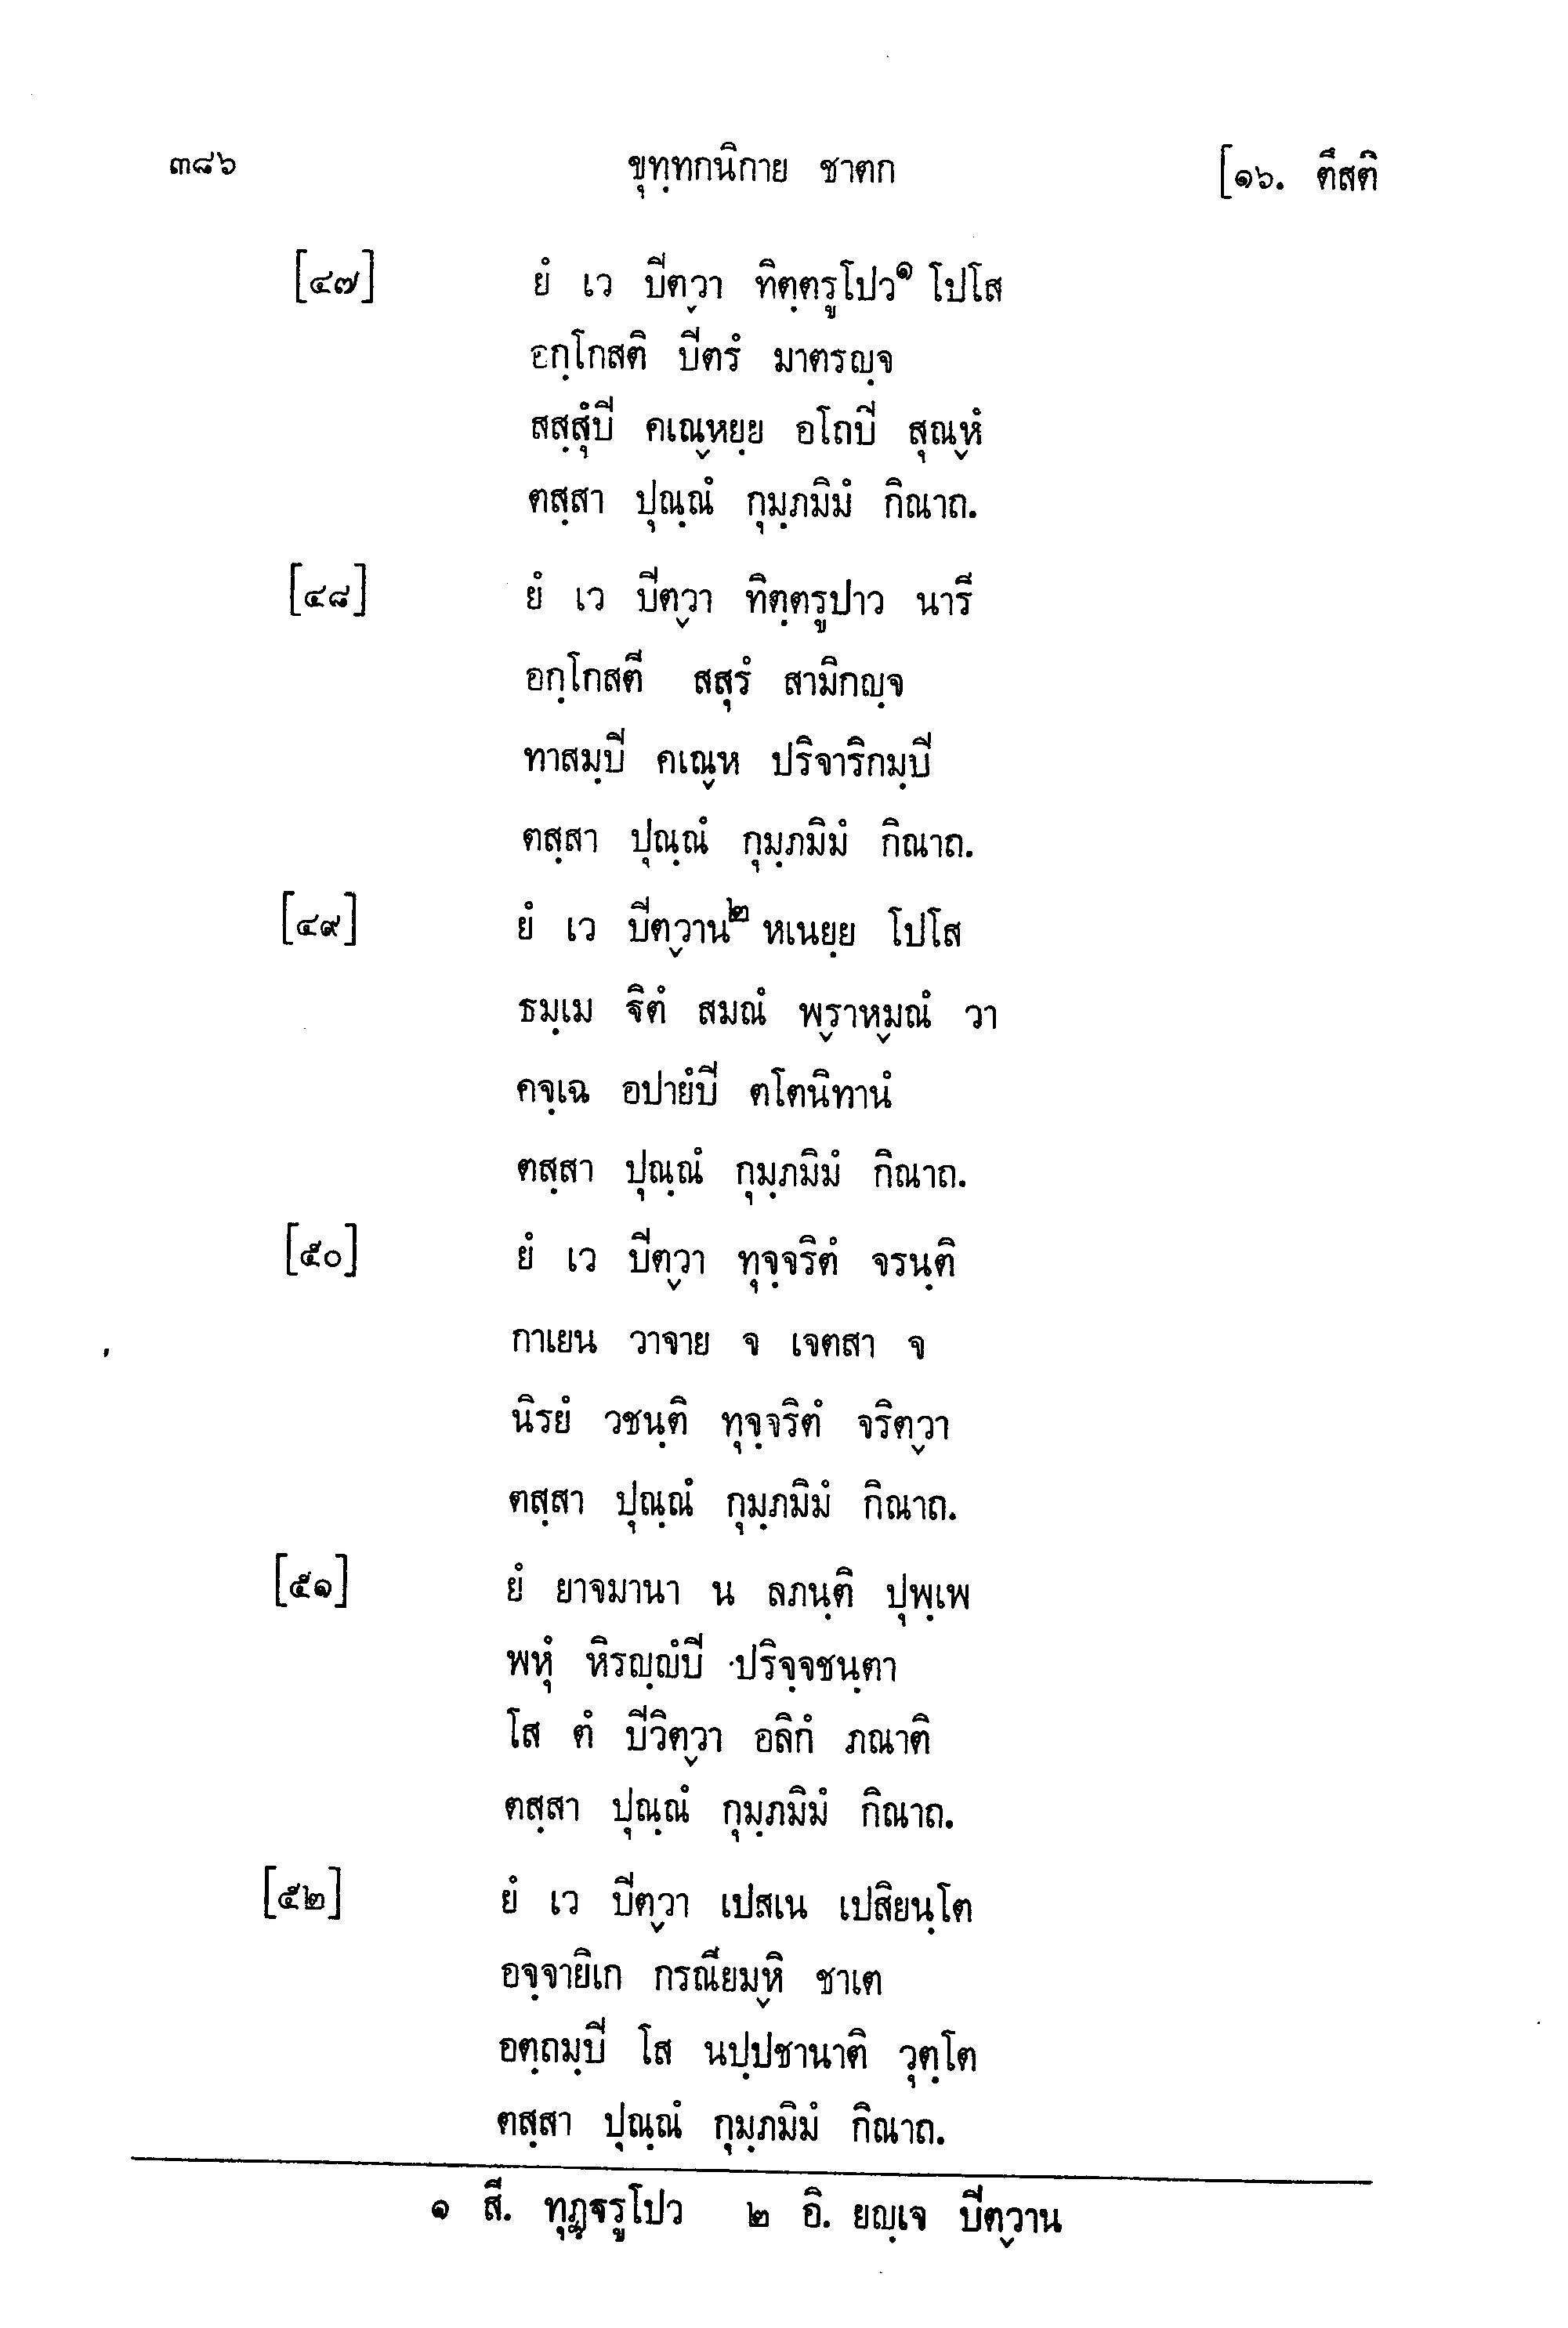 ๓๘๖ ขุทฺทกนิกาย ชาตก [๑๖. ตึสติ
[๔๗] ยํ เว ปีตฺวา ทิตฺตรูโปว๑ โปโส
อกฺโกสติ ปีตรํ มาตรญฺจ
สสฺสุํปี คเณฺหยฺย อโถปี สุณฺหํ
ตสฺสา ปุณฺณํ กุมฺภมิมํ กิณาถ.
[๔๘] ยํ เว ปีตฺวา ทิตฺตรูปาว นารี
อกฺโกสตี สสุรํ สามิกญฺจ
ทาสมฺปี คเณฺห ปริจาริกมฺปี
ตสฺสา ปุณฺณํ กุมฺภมิมํ กิณาถ.
[๔๙] ยํ เว ปีตฺวาน๒ หเนยฺย โปโส
ธมฺเม ฐิตํ สมณํ พฺราหฺมณํ วา
คจฺเฉ อปายํปี ตโตนิทานํ
ตสฺสา ปุณฺณํ กุมฺภมิมํ กิณาถ.
[๕๐] ยํ เว ปีตฺวา ทุจฺจริตํ จรนฺติ
กาเยน วาจาย จ เจตสา จ
นิรยํ วชนฺติ ทุจฺจริตํ จริตฺวา
ตสฺสา ปุณฺณํ กุมฺภมิมํ กิณาถ.
[๕๑] ยํ ยาจมานา น ลภนฺติ ปุพฺเพ
พหุํ หิรญฺญํปี ปริจฺจชนฺตา
โส ตํ ปีวิตฺวา อลิกํ ภณาติ
ตสฺสา ปุณฺณํ กุมฺภมิมํ กิณาถ.
[๕๒] ยํ เว ปีตฺวา เปสเน เปสิยนฺโต
อจฺจายิเก กรณียมฺหิ ชาเต
อตฺถมฺปี โส นปฺปชานาติ วุตฺโต
ตสฺสา ปุณฺณํ กุมฺภมิมํ กิณาถ.
๑ สี. ทุฏฺฐรูโปว ๒ อิ. ยญฺเจ ปีตฺวาน